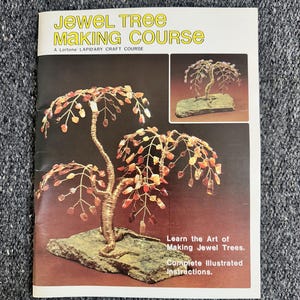 Jewel Tree
Making Course
A Lortone LAPIDARY CRAFT COURSE
Learn the Art of
Making Jewel Trees.
Complete Illustrated
Instructions.